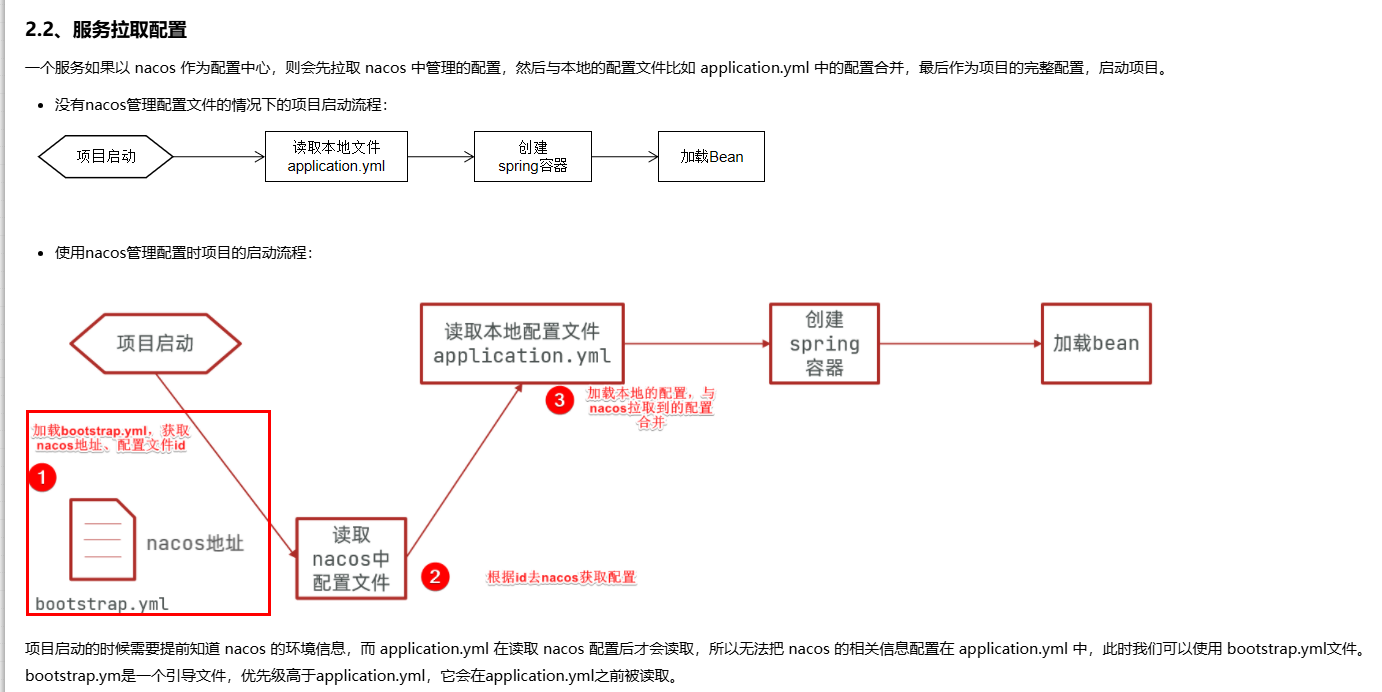 2.2、服务拉取配置
一个服务如果以 nacos 作为配置中心，则会先拉取 nacos 中管理的配置，然后与本地的配置文件比如 application.yml 中的配置合并，最后作为项目的完整配置，启动项目。
没有nacos管理配置文件的情况下的项目启动流程：
项目启动
读取本地文件
application.yml
创建
spring容器
加载Bean
使用nacos管理配置时项目的启动流程：
项目启动
加载bootstrap.yml，获取
nacos地址、配置文件id
1
nacos地址
bootstrap.yml
读取
nacos中
配置文件
2
根据id去nacos获取配置
读取本地配置文件
application.yml
3
加载本地的配置，与
nacos拉取到的配置
合并
创建
spring
容器
加载bean
项目启动的时候需要提前知道 nacos 的环境信息，而 application.yml 在读取 nacos 配置后才会读取，所以无法把 nacos 的相关信息配置在 application.yml 中，此时我们可以使用 bootstrap.yml文件。
bootstrap.ym是一个引导文件，优先级高于application.yml，它会在application.yml之前被读取。